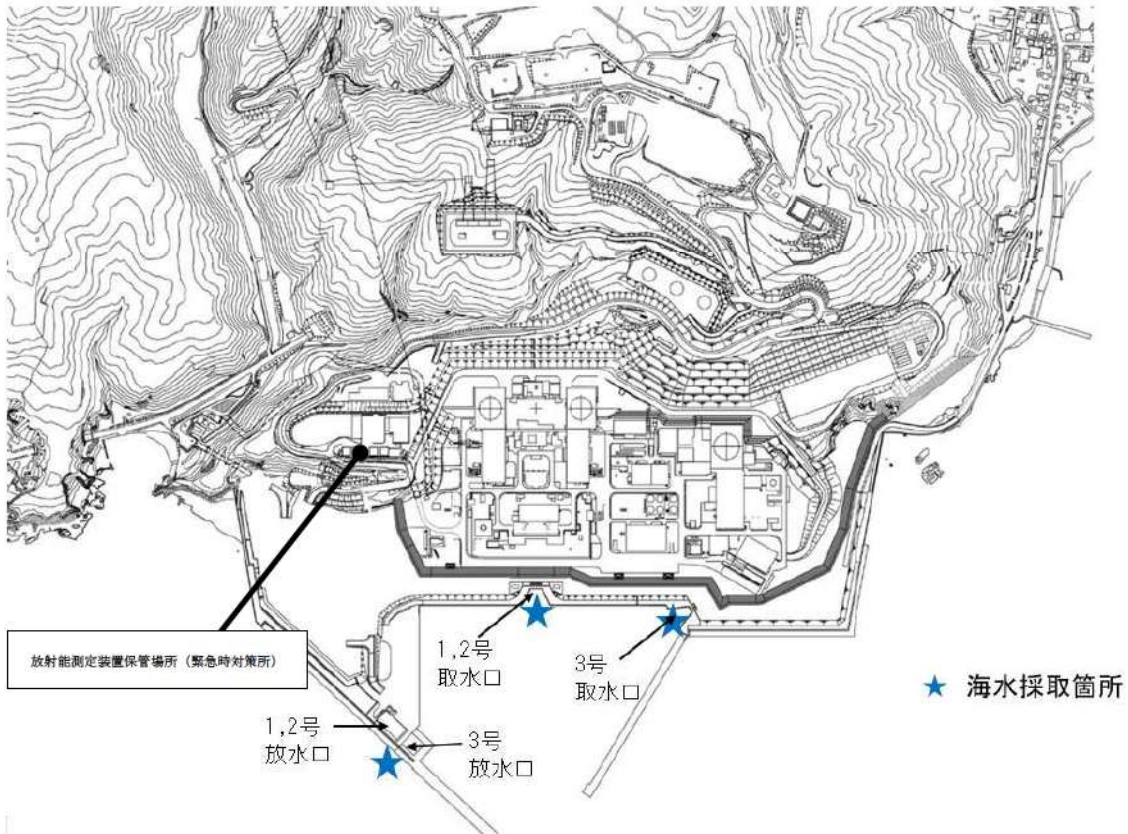 放射能測定装置保管場所（緊急時対策所）
1,2号
取水口
3号
取水口
★ 海水採取箇所
1,2号
放水口
3号
放水口